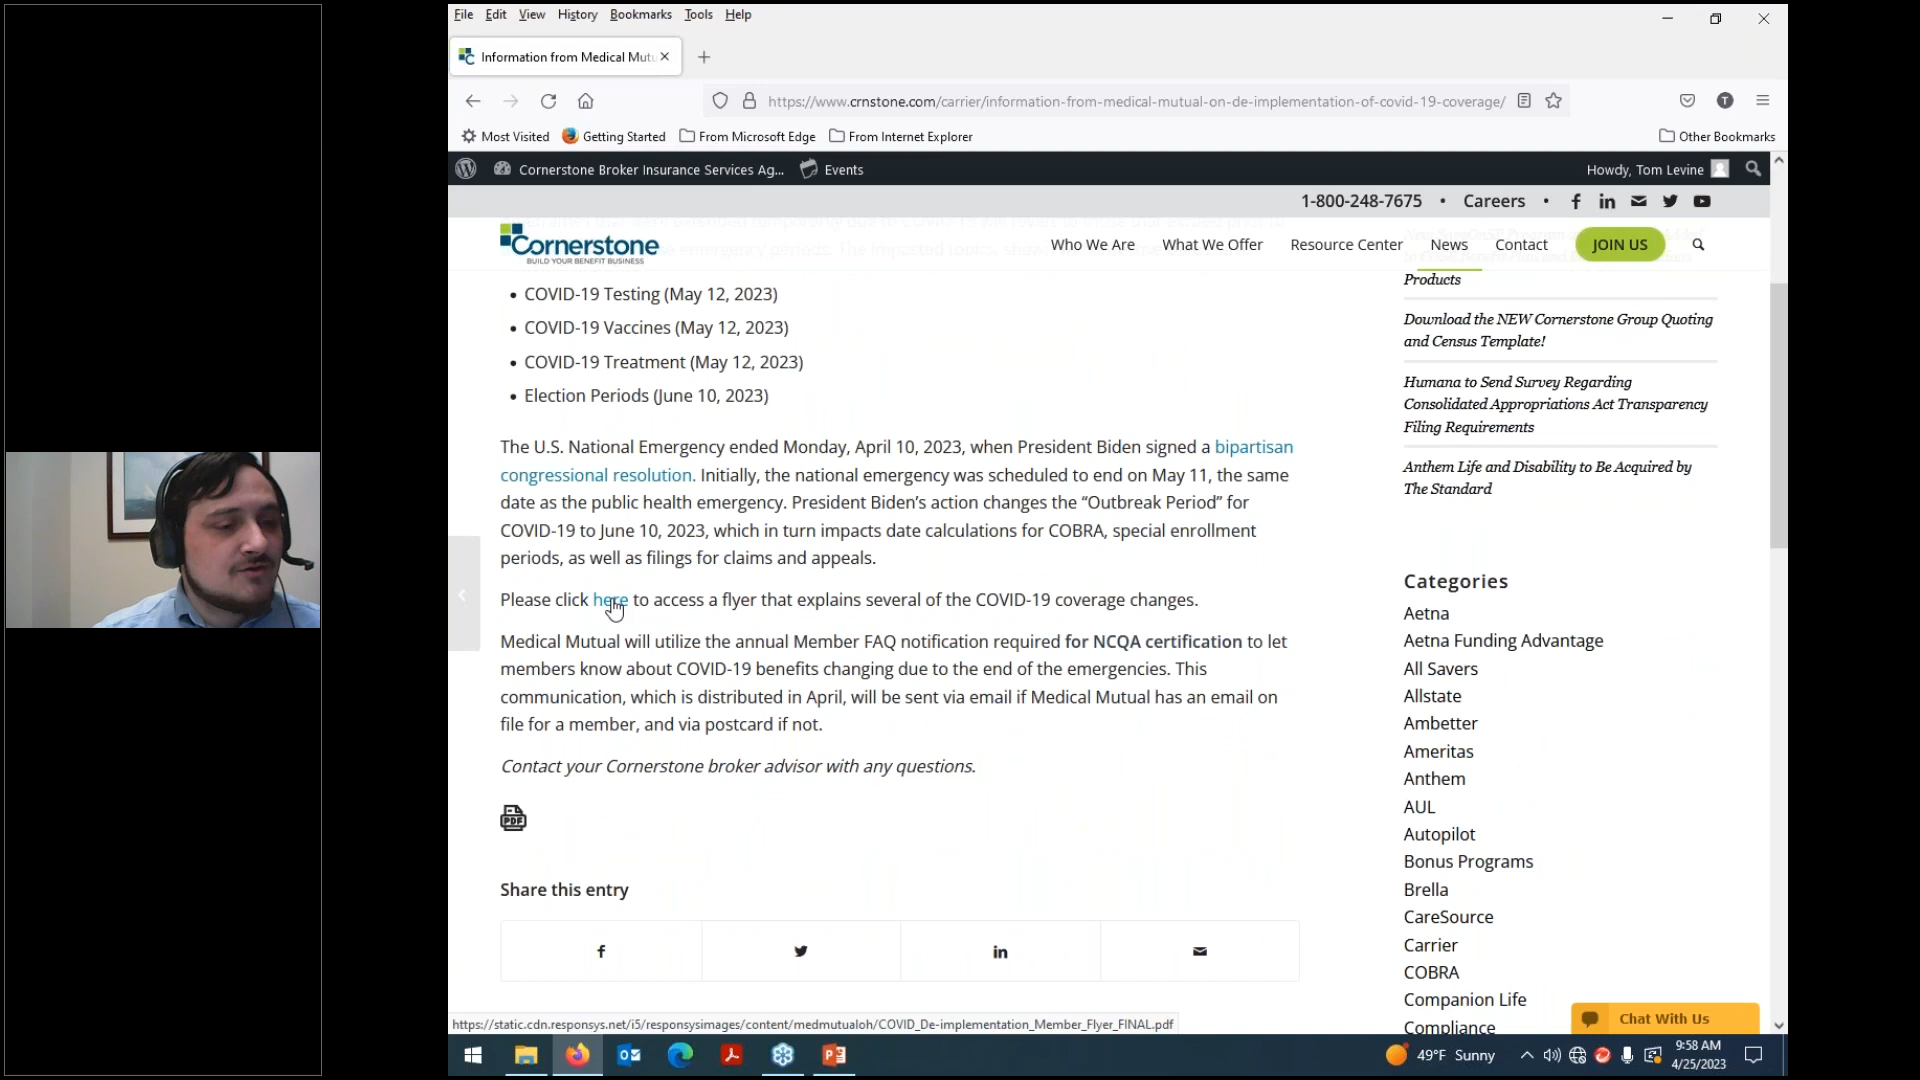 File Edit View History Bookmarks Tools Help
Information from Medical Mutu
https://www.crnstone.com/carrier/information-from-medical-mutual-on-de-implementation-of-covid-19-coverage/
T
Most Visited Getting Started From Microsoft Edge From Internet Explorer Other Bookmarks
Cornerstone Broker Insurance Services Ag... Events Howdy, Tom Levine
1-800-248-7675 • Careers •
Cornerstone
BUILD YOUR BENEFIT BUSINESS
Who We Are What We Offer Resource Center News Contact JOIN US
• COVID-19 Testing (May 12, 2023)
• COVID-19 Vaccines (May 12, 2023)
• COVID-19 Treatment (May 12, 2023)
• Election Periods (June 10, 2023)
The U.S. National Emergency ended Monday, April 10, 2023, when President Biden signed a bipartisan
congressional resolution. Initially, the national emergency was scheduled to end on May 11, the same
date as the public health emergency. President Biden’s action changes the “Outbreak Period” for
COVID-19 to June 10, 2023, which in turn impacts date calculations for COBRA, special enrollment
periods, as well as filings for claims and appeals.
Please click here to access a flyer that explains several of the COVID-19 coverage changes.
Medical Mutual will utilize the annual Member FAQ notification required for NCQA certification to let
members know about COVID-19 benefits changing due to the end of the emergencies. This
communication, which is distributed in April, will be sent via email if Medical Mutual has an email on
file for a member, and via postcard if not.
Contact your Cornerstone broker advisor with any questions.
PDF
Share this entry
Products
Download the NEW Cornerstone Group Quoting
and Census Template!
Humana to Send Survey Regarding
Consolidated Appropriations Act Transparency
Filing Requirements
Anthem Life and Disability to Be Acquired by
The Standard
Categories
Aetna
Aetna Funding Advantage
All Savers
Allstate
Ambetter
Ameritas
Anthem
AUL
Autopilot
Bonus Programs
Brella
CareSource
Carrier
COBRA
Companion Life
Compliance
Chat With Us
https://static.cdn.responsys.net/i5/responsysimages/content/medmutualoh/COVID_De-implementation_Member_Flyer_FINAL.pdf
49°F Sunny
9:58 AM
4/25/2023